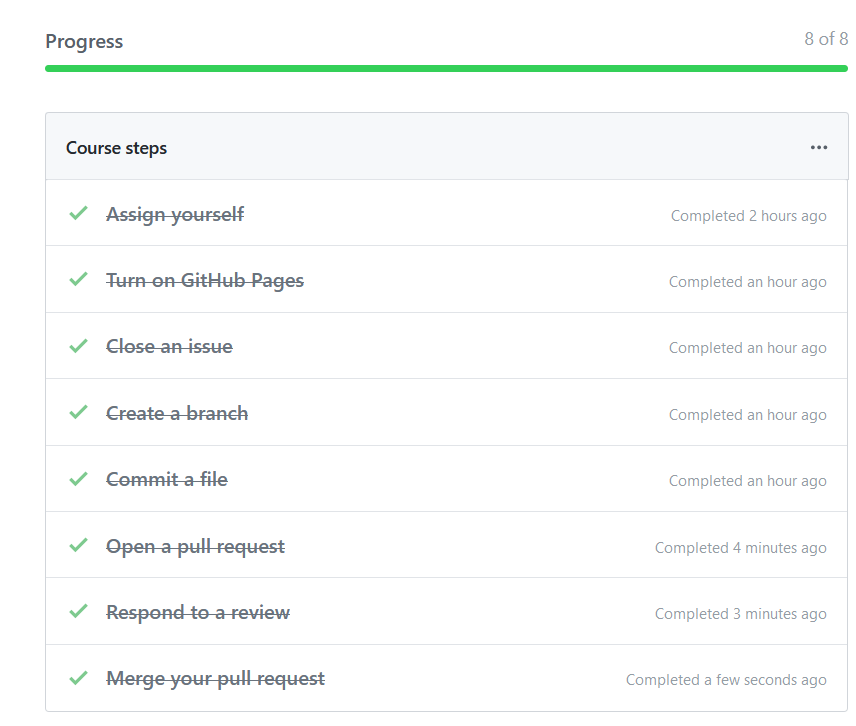 Progress 8 of 8
Course steps ...
Assign yourself Completed 2 hours ago
Turn on GitHub Pages Completed an hour ago
Close an issue Completed an hour ago
Create a branch Completed an hour ago
Commit a file Completed an hour ago
Open a pull request Completed 4 minutes ago
Respond to a review Completed 3 minutes ago
Merge your pull request Completed a few seconds ago